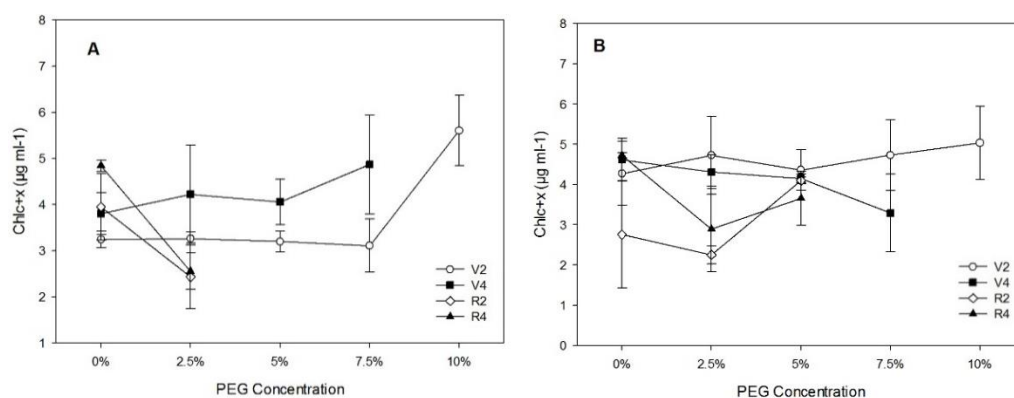 A
Chlc+x (µg ml-1)
8
7
6
5
4
3
2
1
0% 2.5% 5% 7.5% 10%
PEG Concentration
V2
V4
R2
R4
B
Chlc+x (µg ml-1)
8
7
6
5
4
3
2
1
0
0% 2.5% 5% 7.5% 10%
PEG Concentration
V2
V4
R2
R4